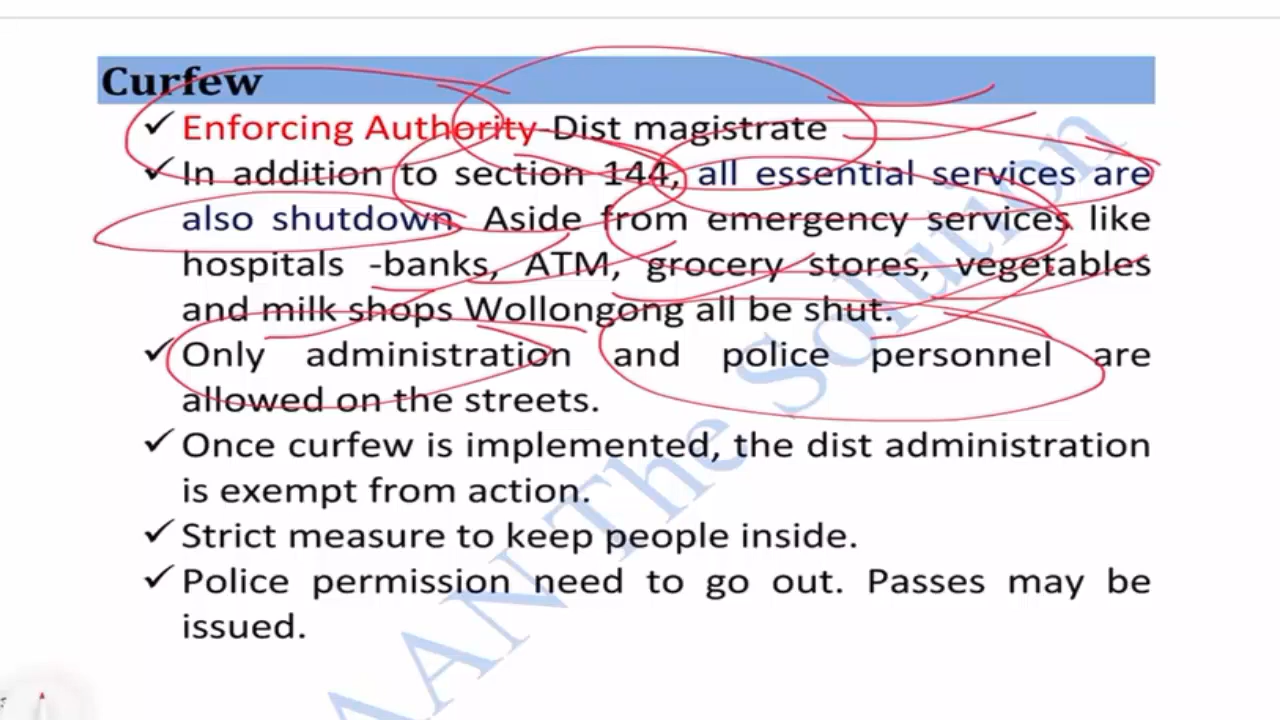 Curfew
✓ Enforcing Authority-Dist magistrate
✓ In addition to section 144, all essential services are
also shutdown. Aside from emergency services like
hospitals -banks, ATM, grocery stores, vegetables
and milk shops Wollongong all be shut.
✓ Only administration and police personnel are
allowed on the streets.
✓ Once curfew is implemented, the dist administration
is exempt from action.
✓ Strict measure to keep people inside.
✓ Police permission need to go out. Passes may be
issued.
AAN The Solution